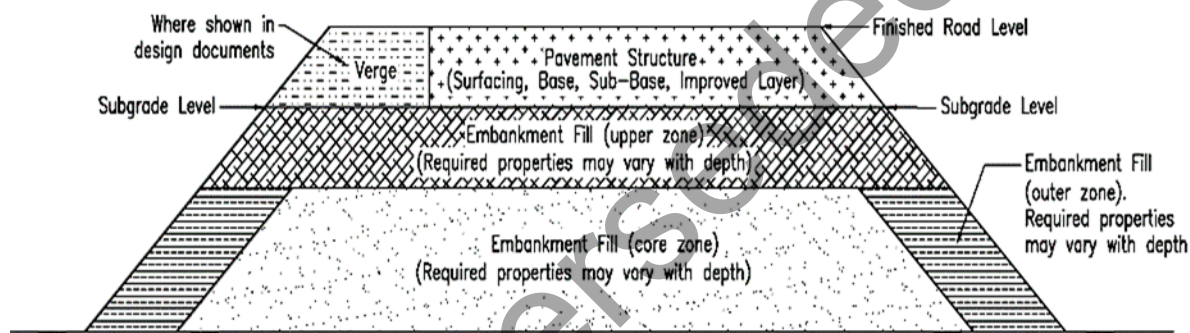 Where shown in
design documents
Finished Road Level
Verge
Pavement Structure
(Surfacing, Base, Sub-Base, Improved Layer)
Subgrade Level
Subgrade Level
Embankment Fill (upper zone)
(Required properties may vary with depth)
Embankment Fill
(outer zone).
Required properties
may vary with depth
Embankment Fill (core zone)
(Required properties may vary with depth)
ersede